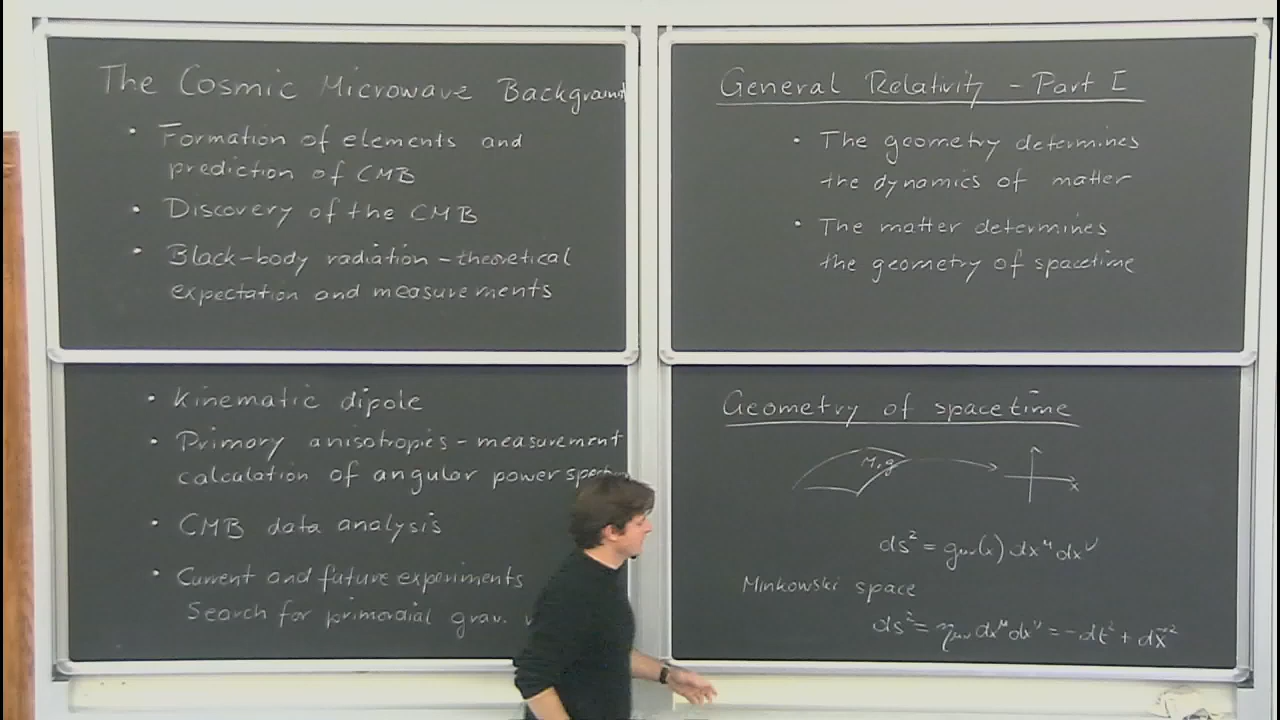 The Cosmic Microwave Background
• Formation of elements and
prediction of CMB
• Discovery of the CMB
• Black-body radiation - theoretical
expectation and measurements
• Kinematic dipole
• Primary anisotropies - measurement
calculation of angular power
• CMB data analysis
• Current and future experiments
Search for primordial grav.
General Relativity - Part I
• The geometry determines
the dynamics of matter
• The matter determines
the geometry of spacetime
Geometry of spacetime
M, g
x
ds² = g_μν(x) dx^μ dx^ν
Minkowski space
ds² = η_μν dx^μ dx^ν = -dt² + dx⃗²